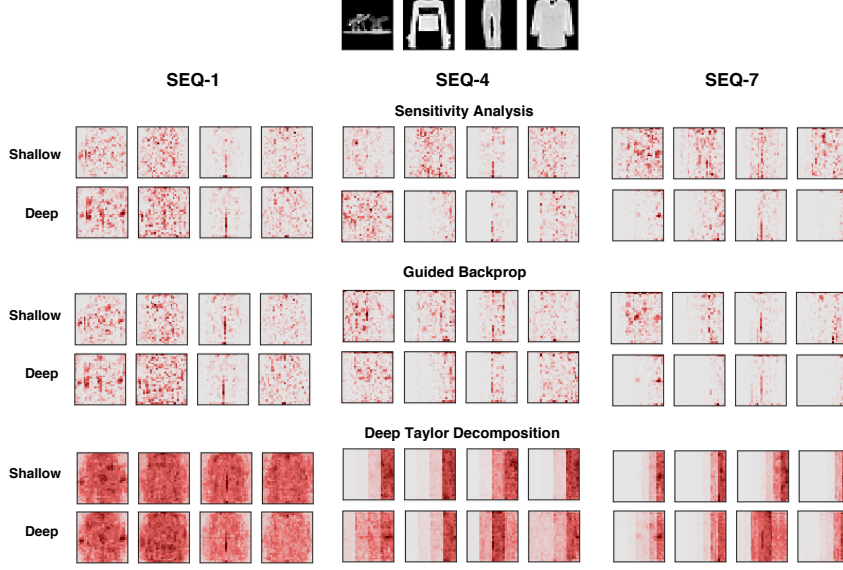 SEQ-1 SEQ-4 SEQ-7
Sensitivity Analysis
Shallow
Deep
Guided Backprop
Shallow
Deep
Deep Taylor Decomposition
Shallow
Deep